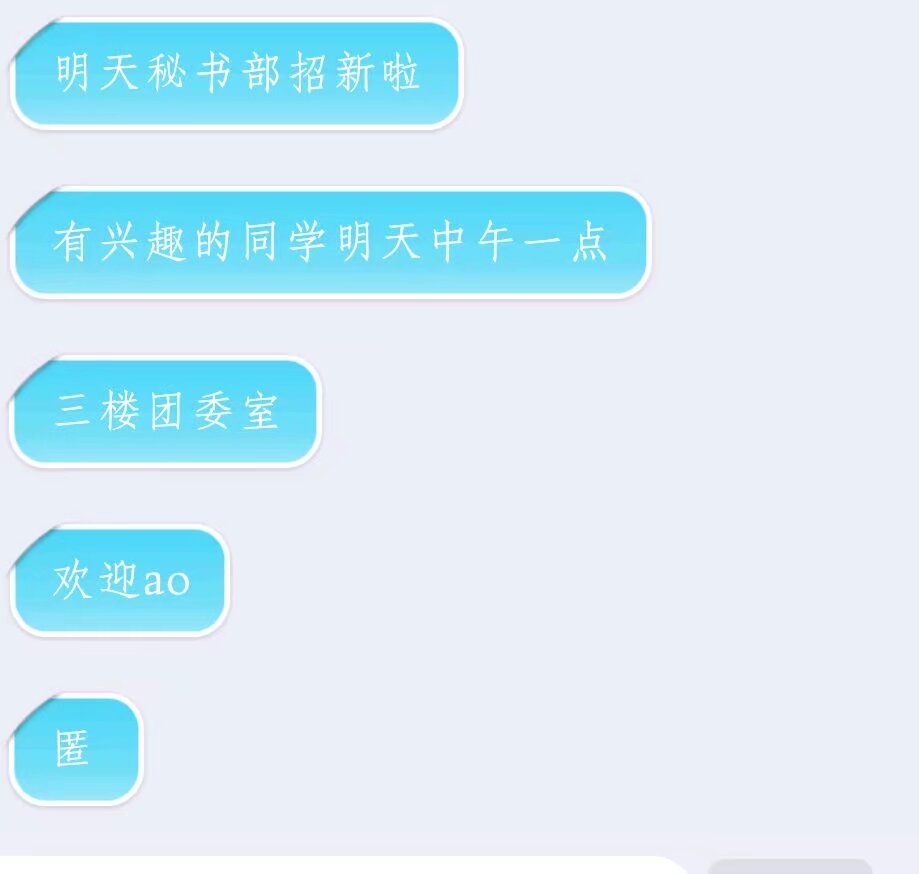 明天秘书部招新啦
有兴趣的同学明天中午一点
三楼团委室
欢迎ao
匿